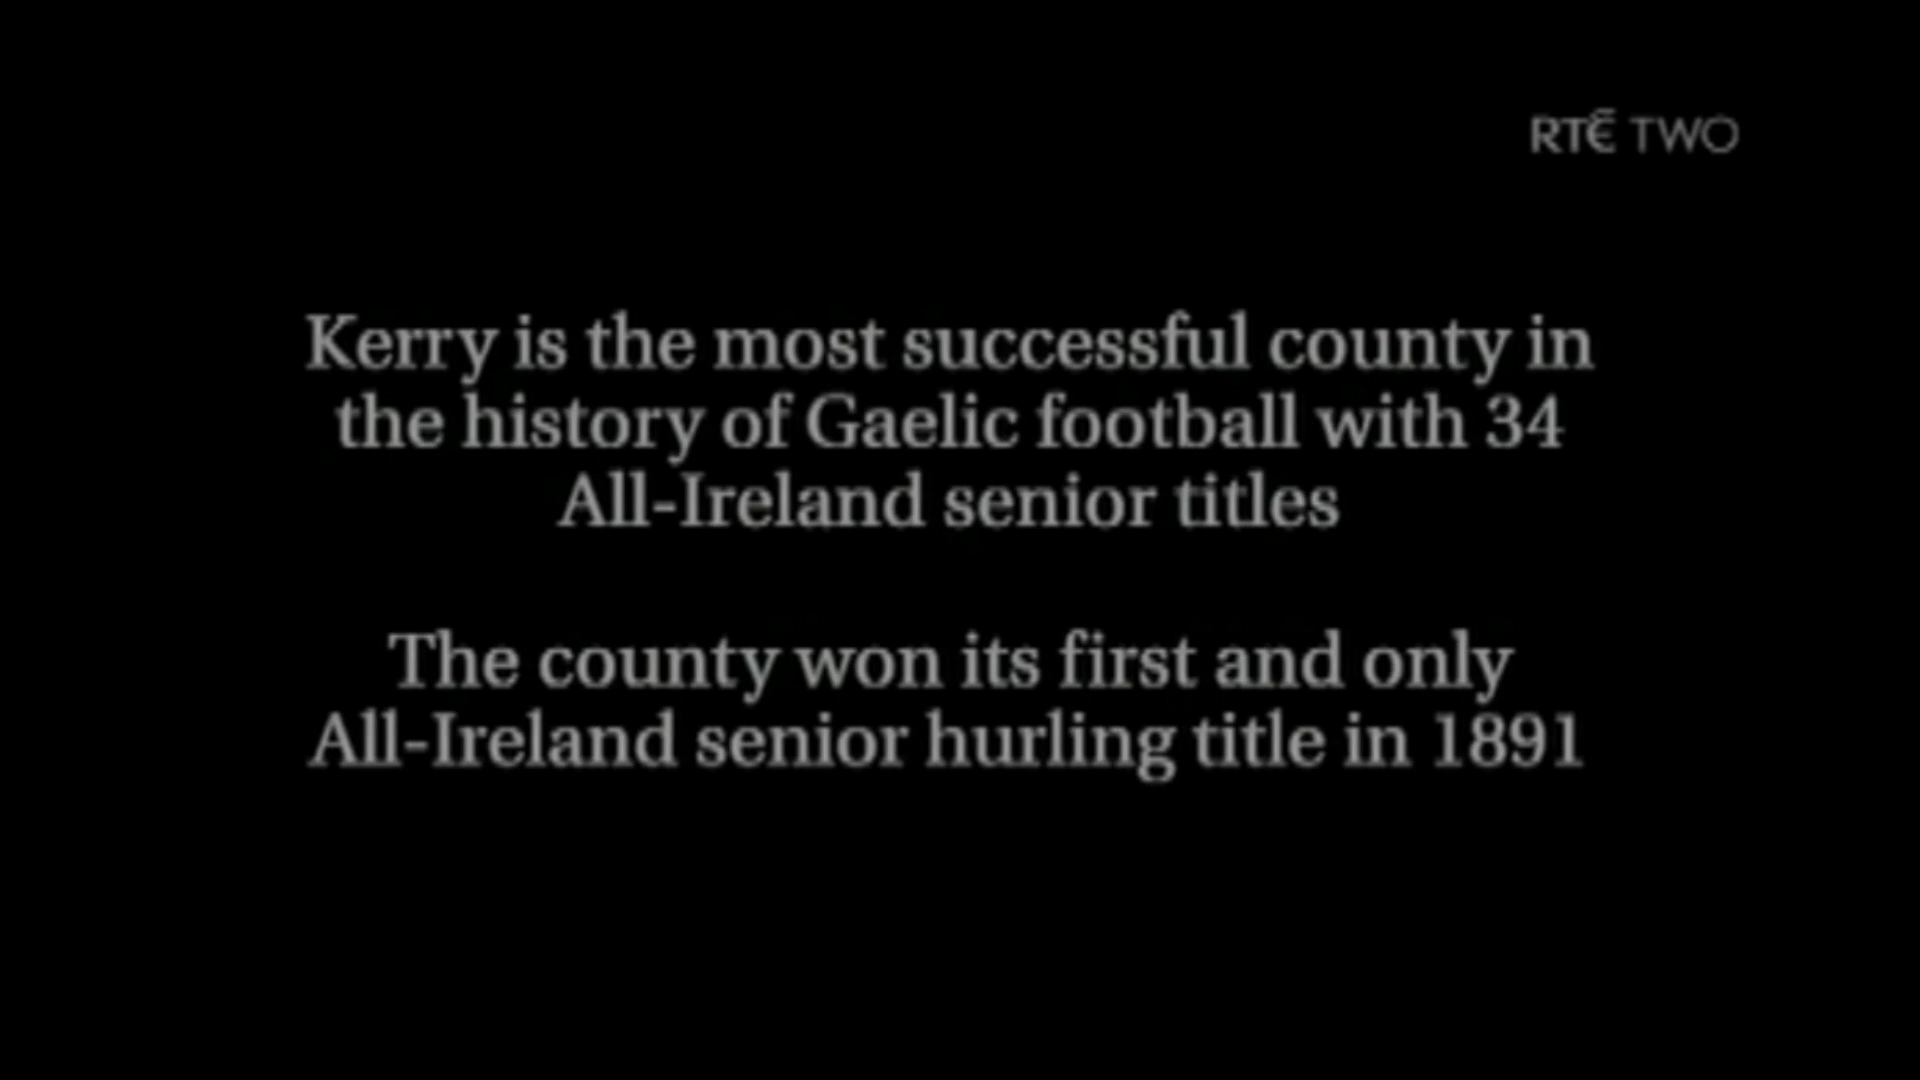 RTÉ TWO
Kerry is the most successful county in
the history of Gaelic football with 34
All-Ireland senior titles
The county won its first and only
All-Ireland senior hurling title in 1891